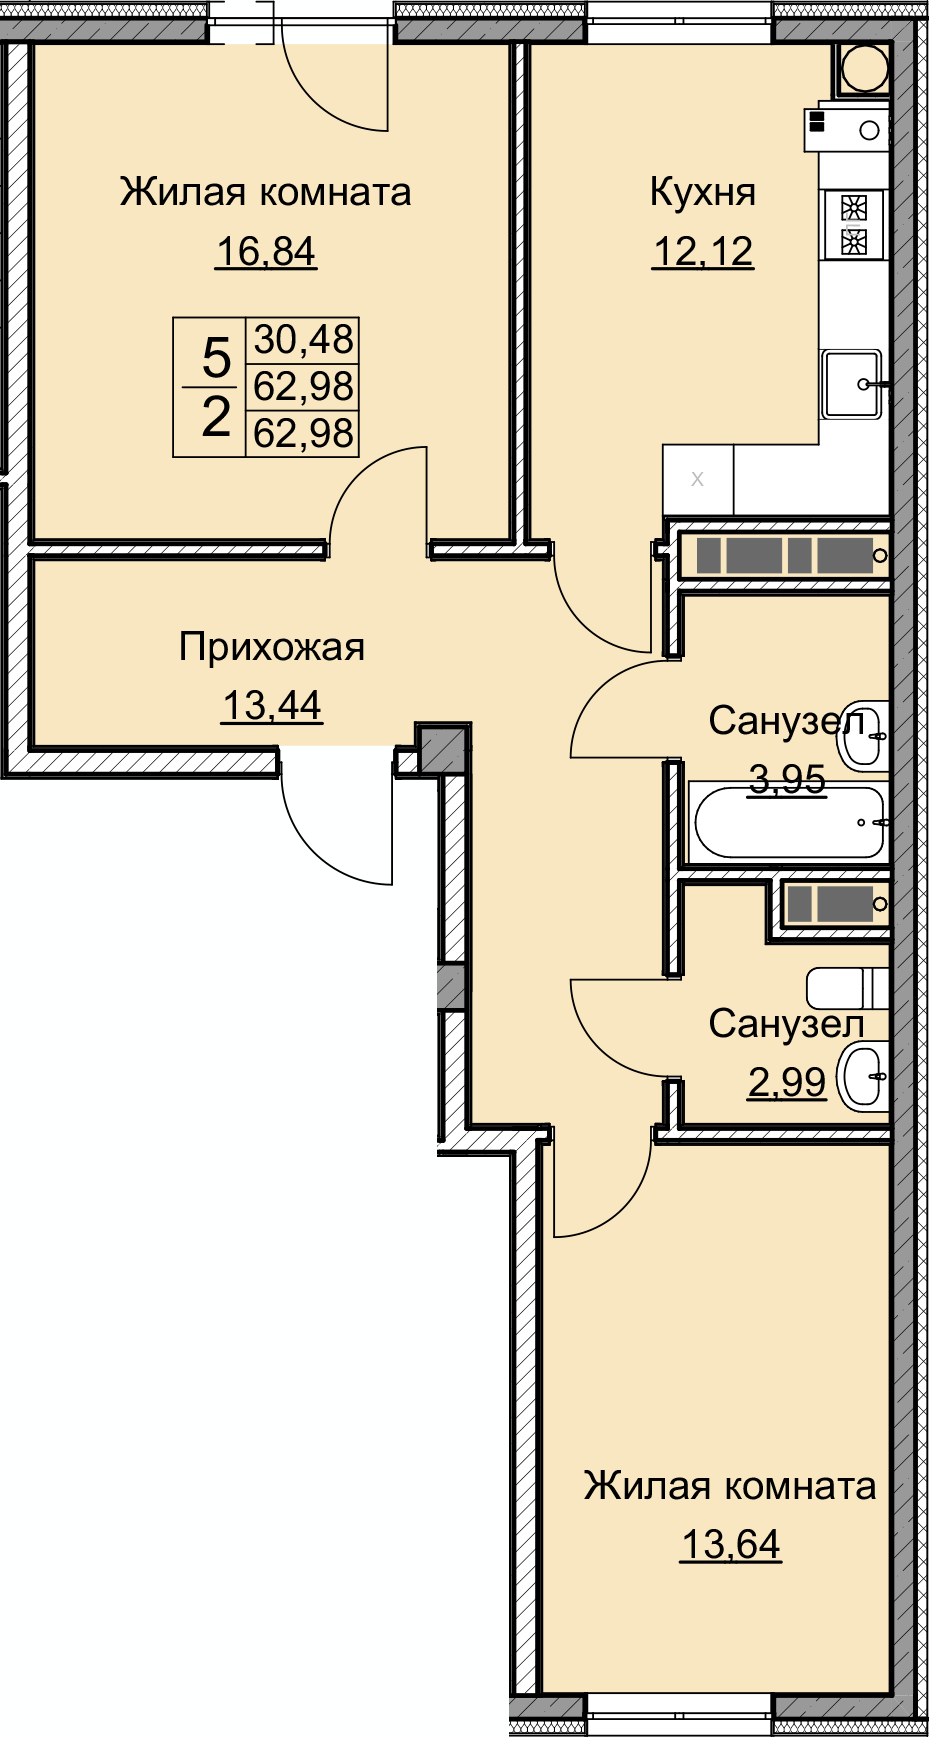 Жилая комната
16,84
Кухня
12,12
5
2
30,48
62,98
62,98
X
Прихожая
13,44
Санузел
3,95
Санузел
2,99
Жилая комната
13,64